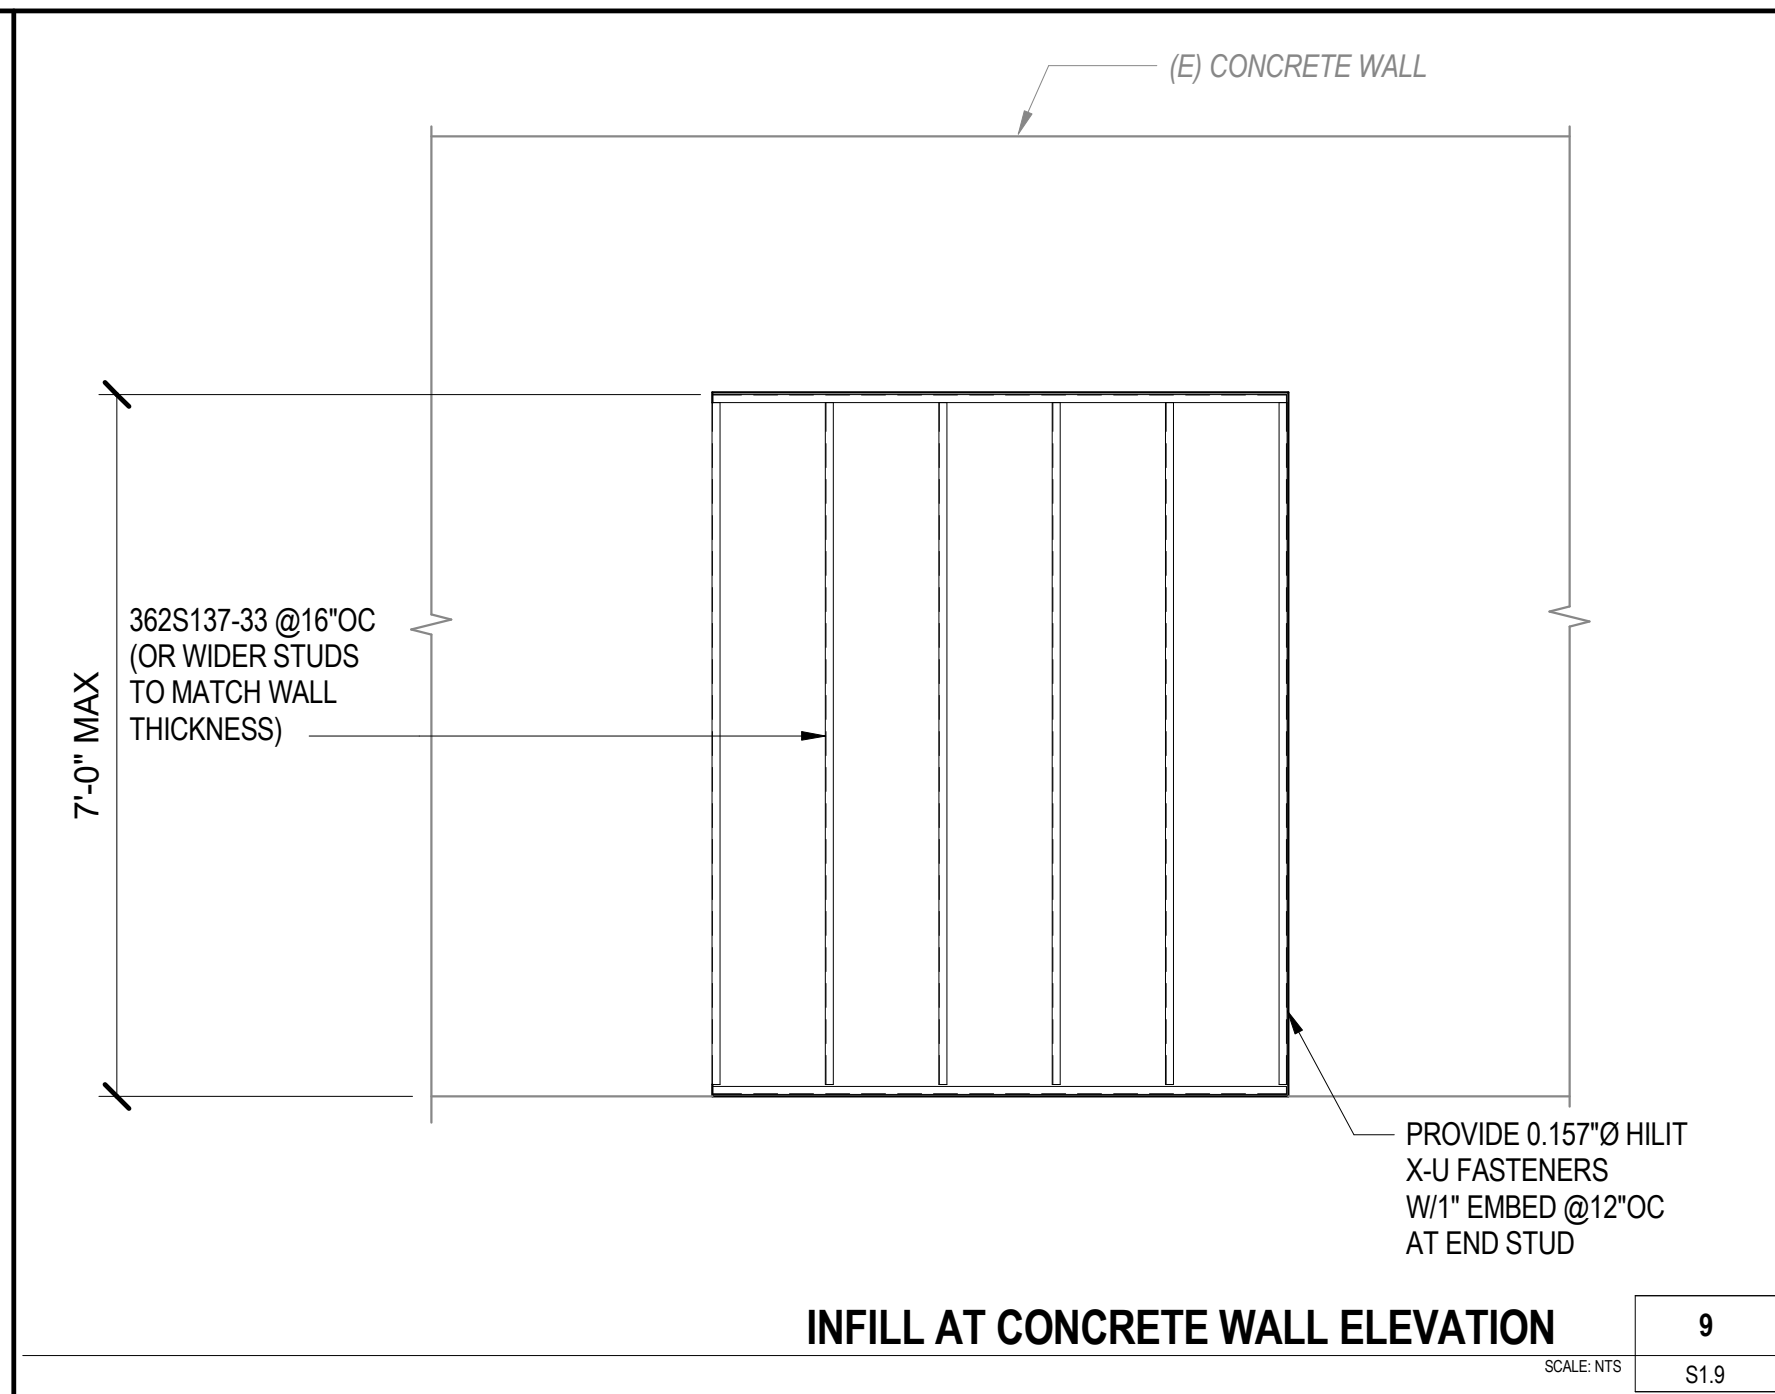 (E) CONCRETE WALL
362S137-33 @16"OC
(OR WIDER STUDS
TO MATCH WALL
THICKNESS)
7'-0" MAX
PROVIDE 0.157"Ø HILIT
X-U FASTENERS
W/1" EMBED @12"OC
AT END STUD
INFILL AT CONCRETE WALL ELEVATION
SCALE: NTS
9
S1.9